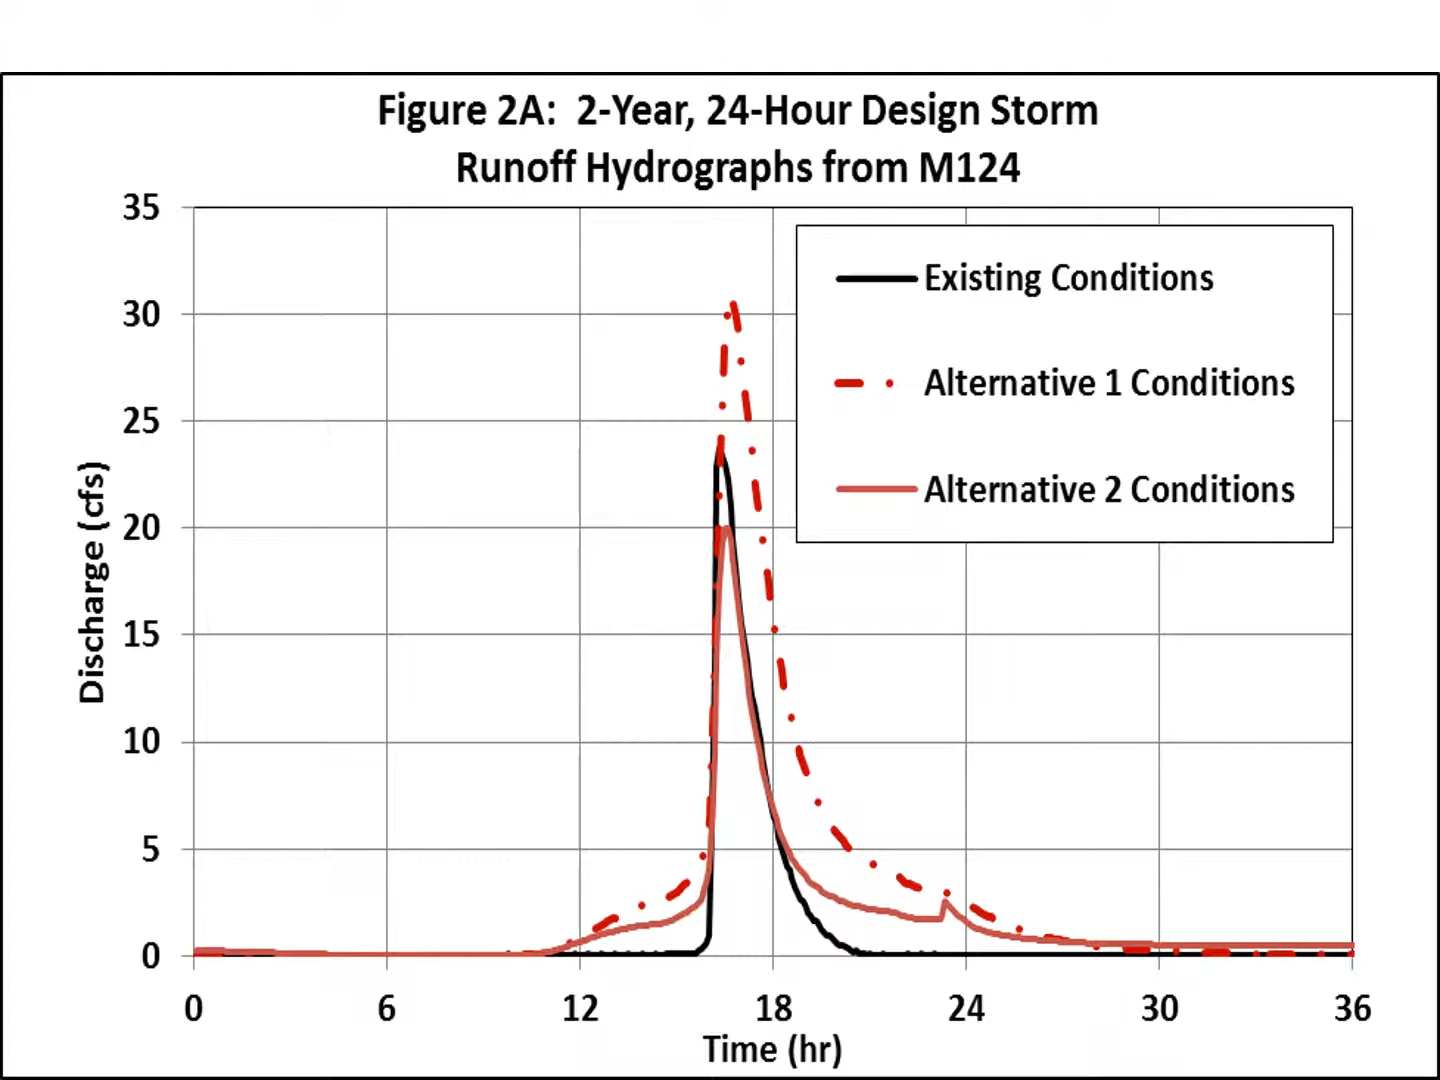 Figure 2A:  2-Year, 24-Hour Design Storm
Runoff Hydrographs from M124
35
30
25
20
15
10
5
0
Discharge (cfs)
Existing Conditions
Alternative 1 Conditions
Alternative 2 Conditions
0 6 12 18 24 30 36
Time (hr)